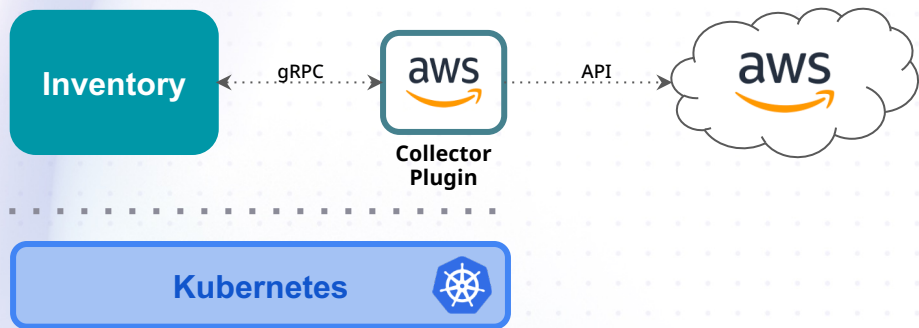 Inventory
gRPC
aws
API
aws
Collector
Plugin
Kubernetes